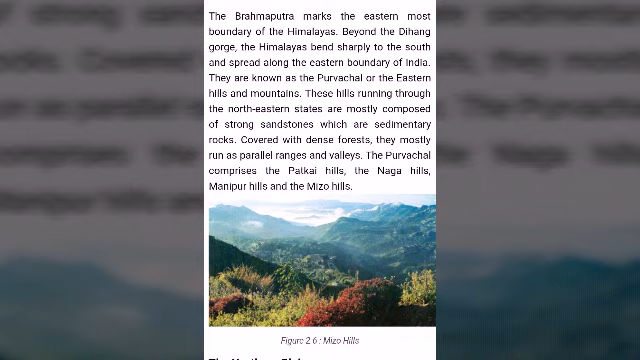 The Brahmaputra marks the eastern most
boundary of the Himalayas. Beyond the Dihang
gorge, the Himalayas bend sharply to the south
and spread along the eastern boundary of India.
They are known as the Purvachal or the Eastern
hills and mountains. These hills running through
the north-eastern states are mostly composed
of strong sandstones which are sedimentary
rocks. Covered with dense forests, they mostly
run as parallel ranges and valleys. The Purvachal
comprises the Patkai hills, the Naga hills,
Manipur hills and the Mizo hills.
Figure 2.6 : Mizo Hills